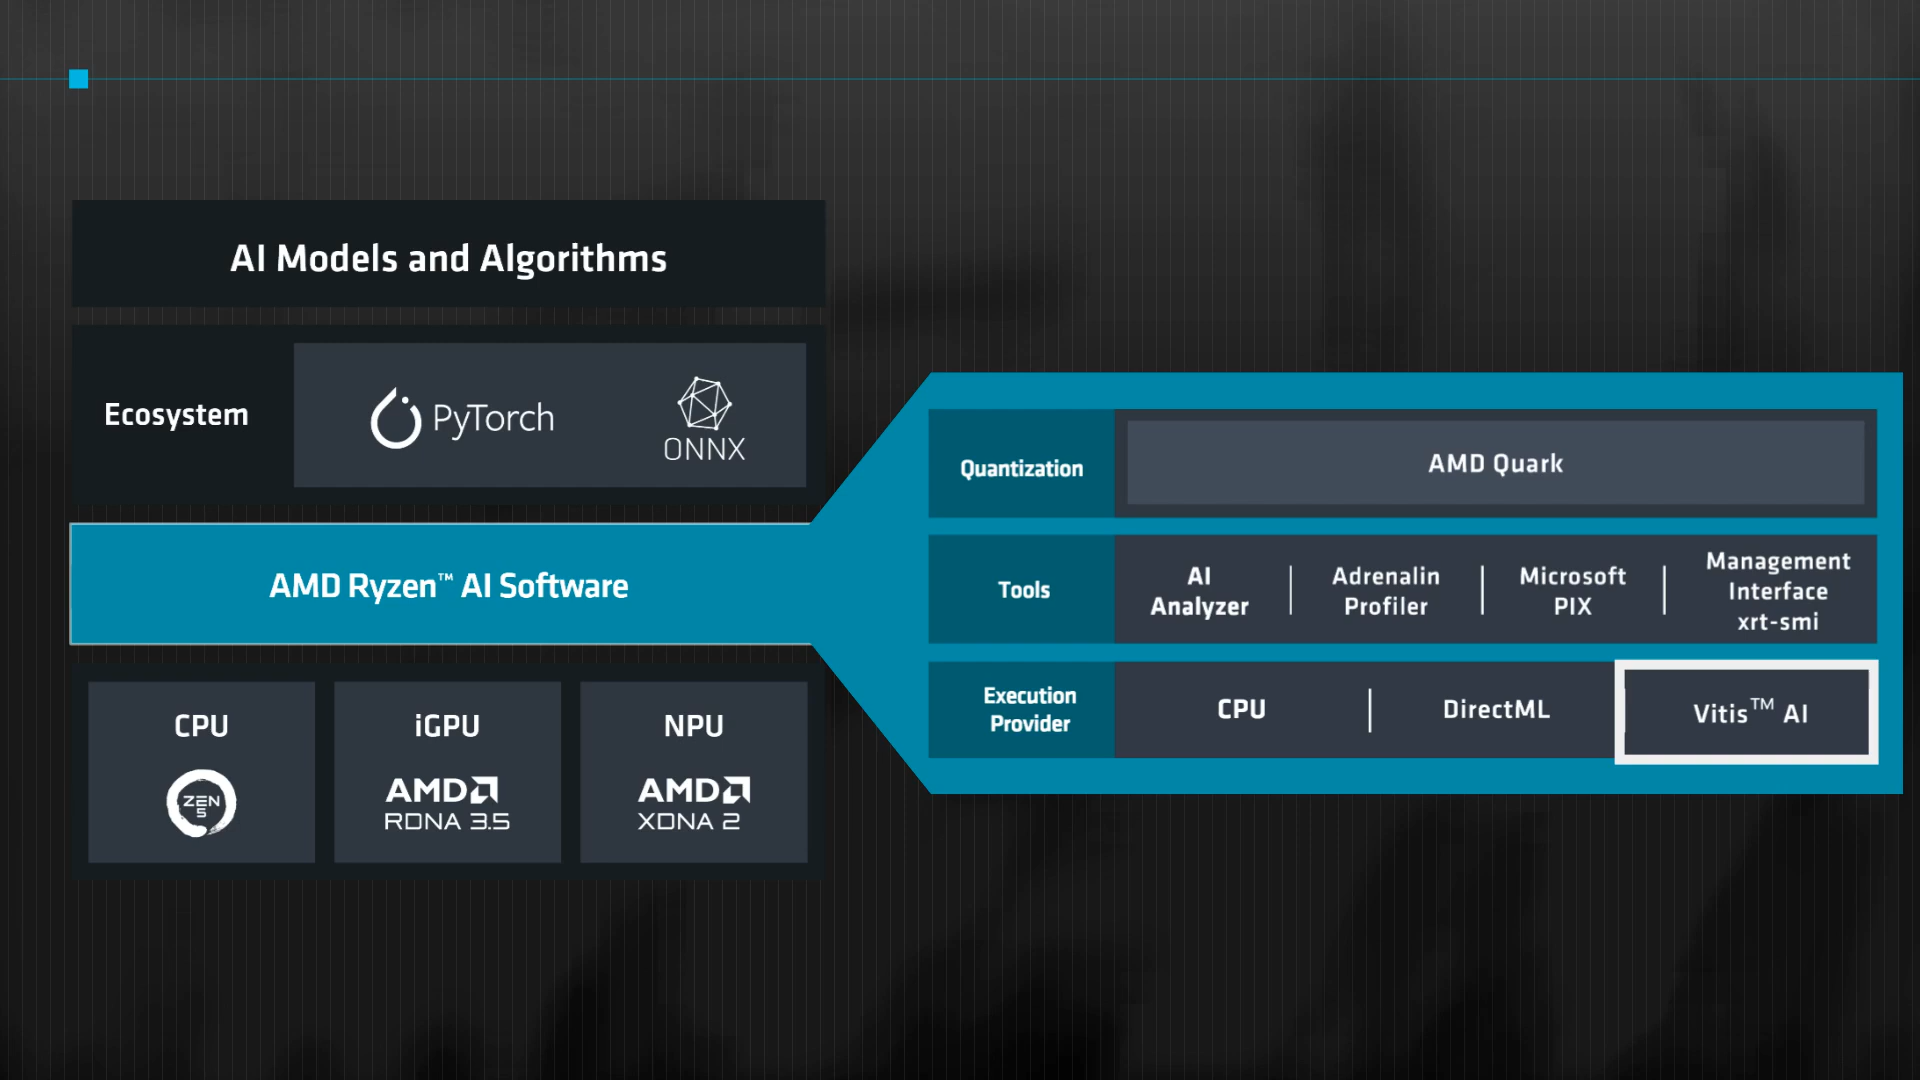 AI Models and Algorithms
Ecosystem
PyTorch
ONNX
AMD Ryzen™ AI Software
CPU
ZEN
5
iGPU
AMD
RDNA 3.5
NPU
AMD
XDNA 2
Quantization
AMD Quark
Tools
AI
Analyzer
Adrenalin
Profiler
Microsoft
PIX
Management
Interface
xrt-smi
Execution
Provider
CPU
DirectML
Vitis™ AI